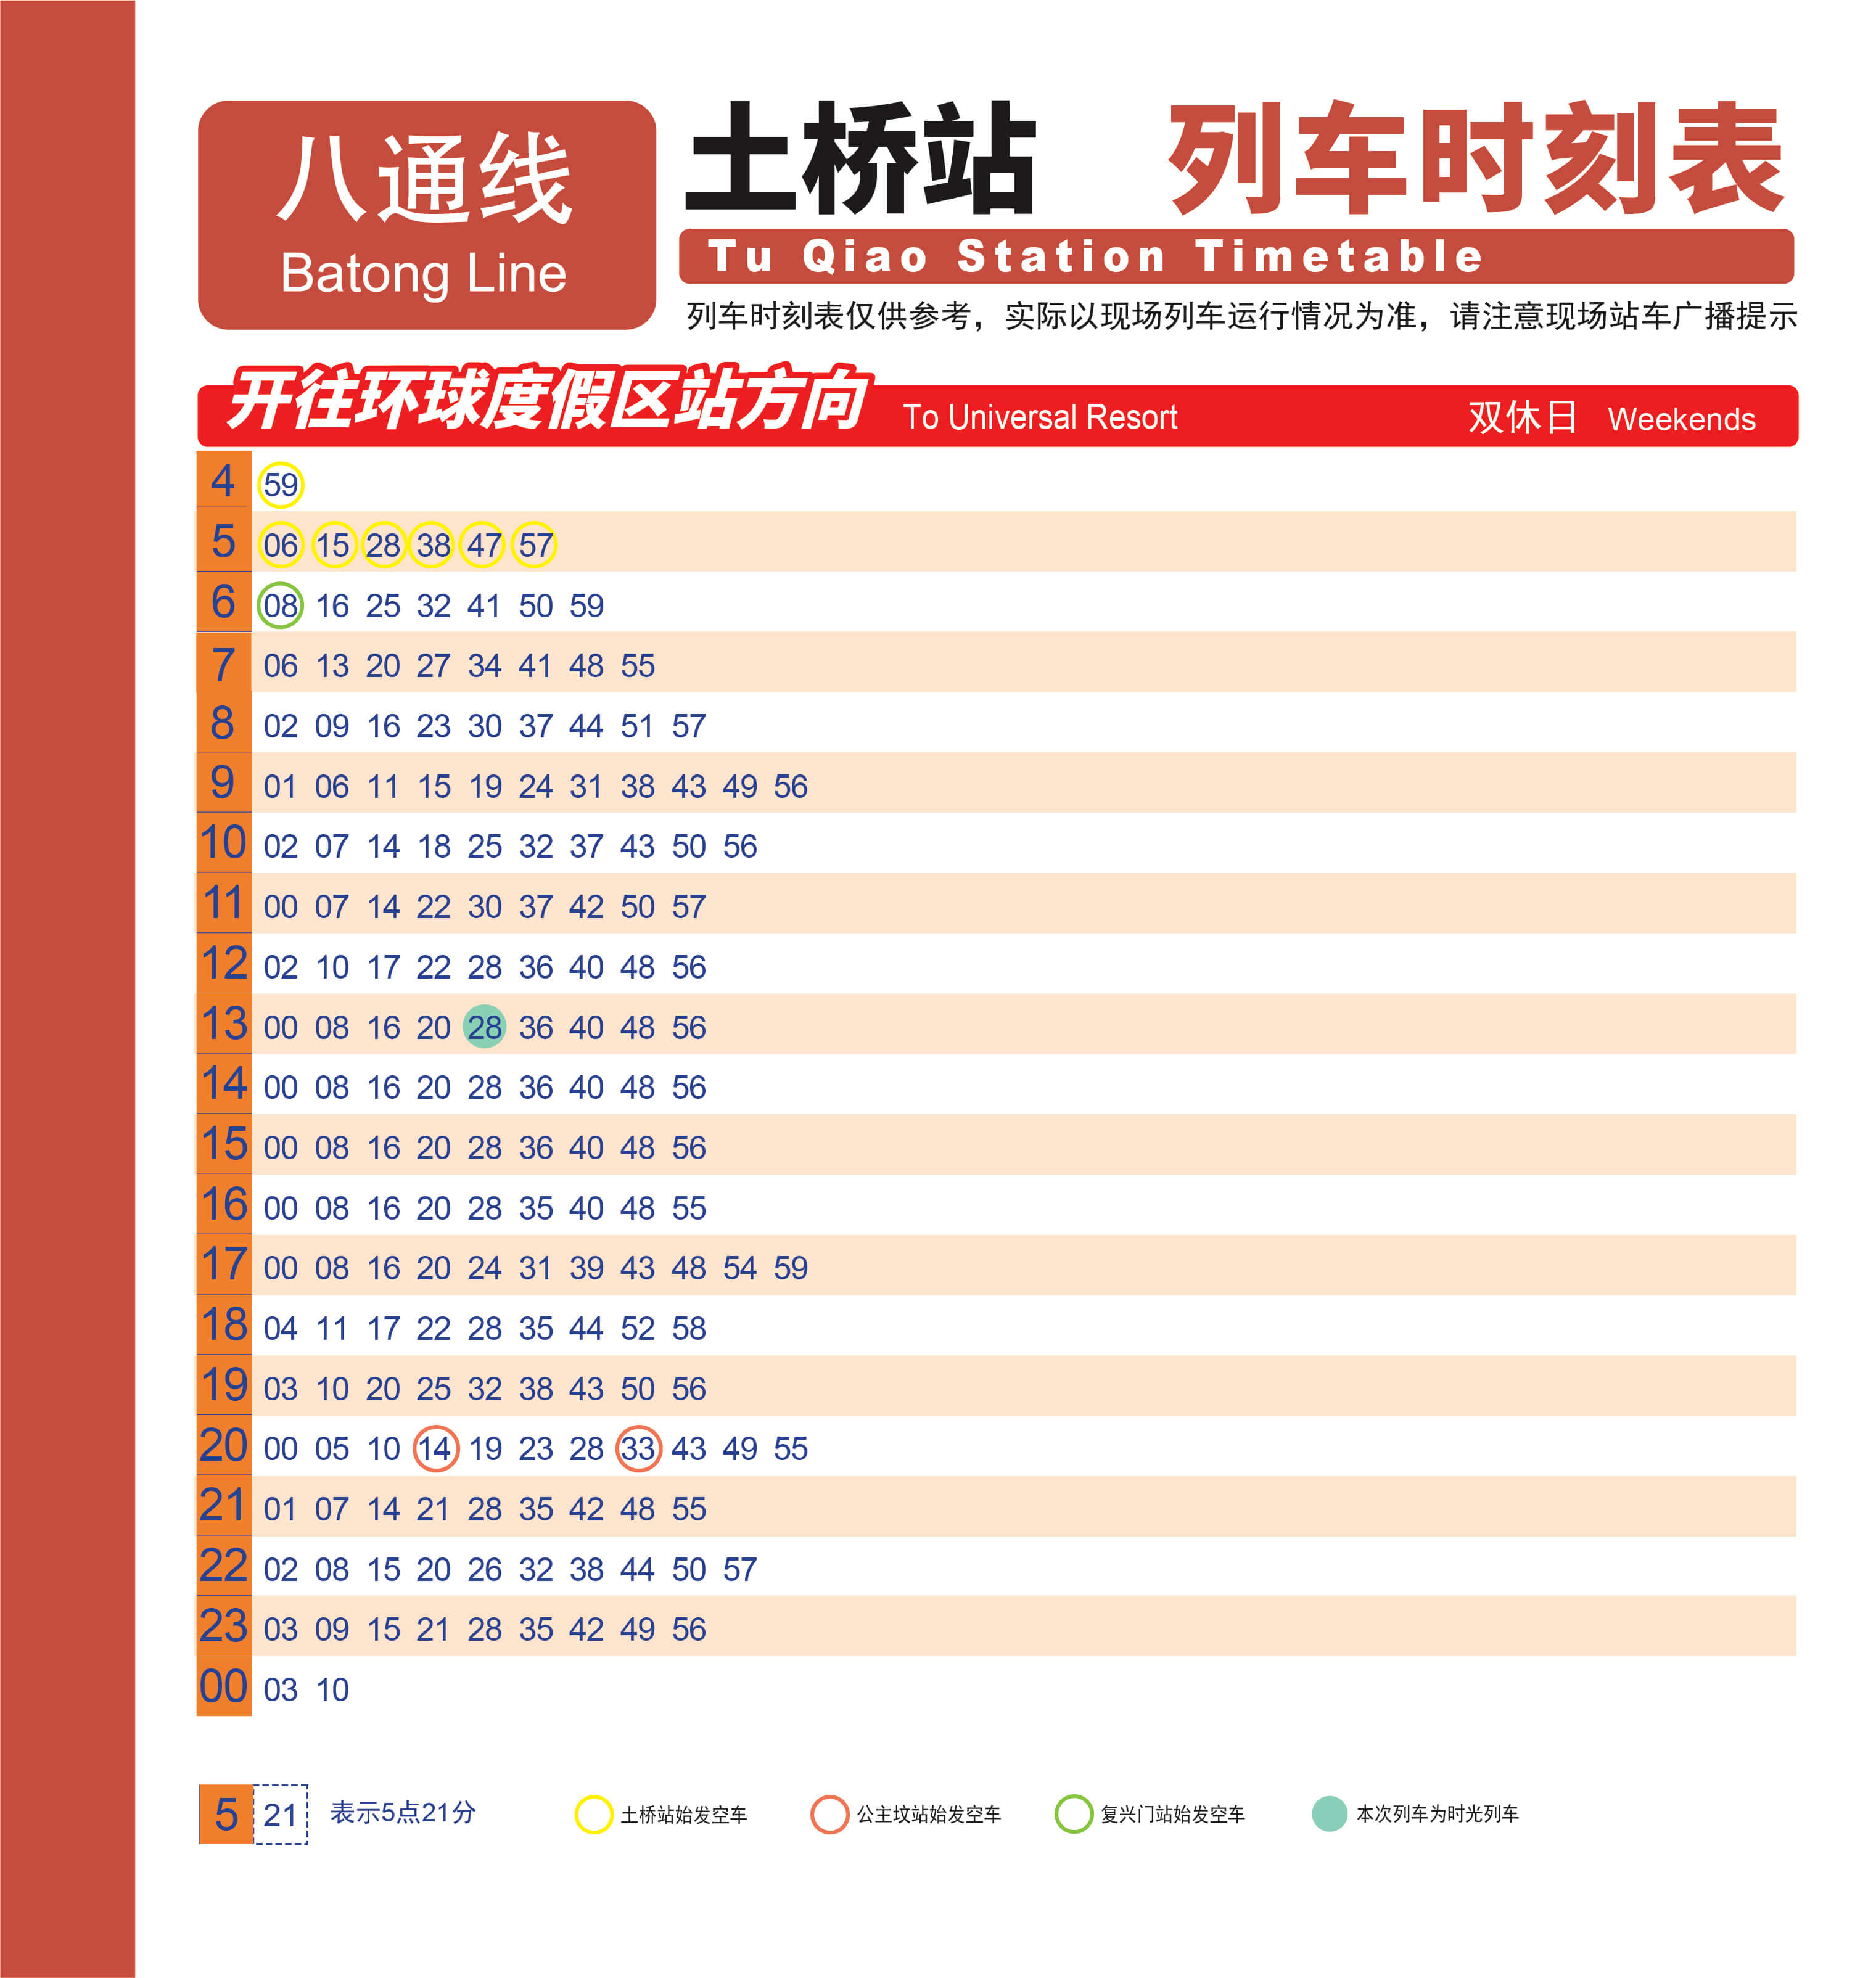 八通线
Batong Line
土桥站 列车时刻表
Tu Qiao Station Timetable
列车时刻表仅供参考，实际以现场列车运行情况为准，请注意现场站车广播提示
开往环球度假区站方向 To Universal Resort 双休日 Weekends
4 59
5 06 15 28 38 47 57
6 08 16 25 32 41 50 59
7 06 13 20 27 34 41 48 55
8 02 09 16 23 30 37 44 51 57
9 01 06 11 15 19 24 31 38 43 49 56
10 02 07 14 18 25 32 37 43 50 56
11 00 07 14 22 30 37 42 50 57
12 02 10 17 22 28 36 40 48 56
13 00 08 16 20 28 36 40 48 56
14 00 08 16 20 28 36 40 48 56
15 00 08 16 20 28 36 40 48 56
16 00 08 16 20 28 35 40 48 55
17 00 08 16 20 24 31 39 43 48 54 59
18 04 11 17 22 28 35 44 52 58
19 03 10 20 25 32 38 43 50 56
20 00 05 10 14 19 23 28 33 43 49 55
21 01 07 14 21 28 35 42 48 55
22 02 08 15 20 26 32 38 44 50 57
23 03 09 15 21 28 35 42 49 56
00 03 10
5 21 表示5点21分 土桥站始发空车 公主坟站始发空车 复兴门站始发空车 本次列车为时光列车